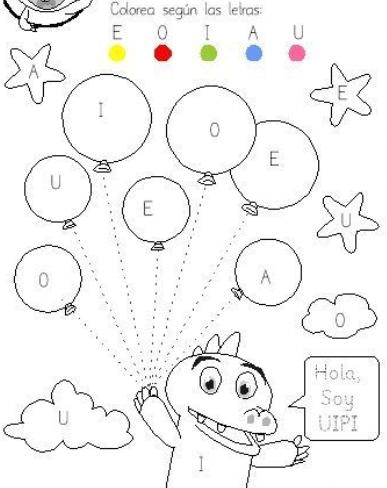 Colorea según las letras:
E O I A U
A
I
E
O
E
U
E
U
O
A
O
U
Hola,
Soy
UIPI
I